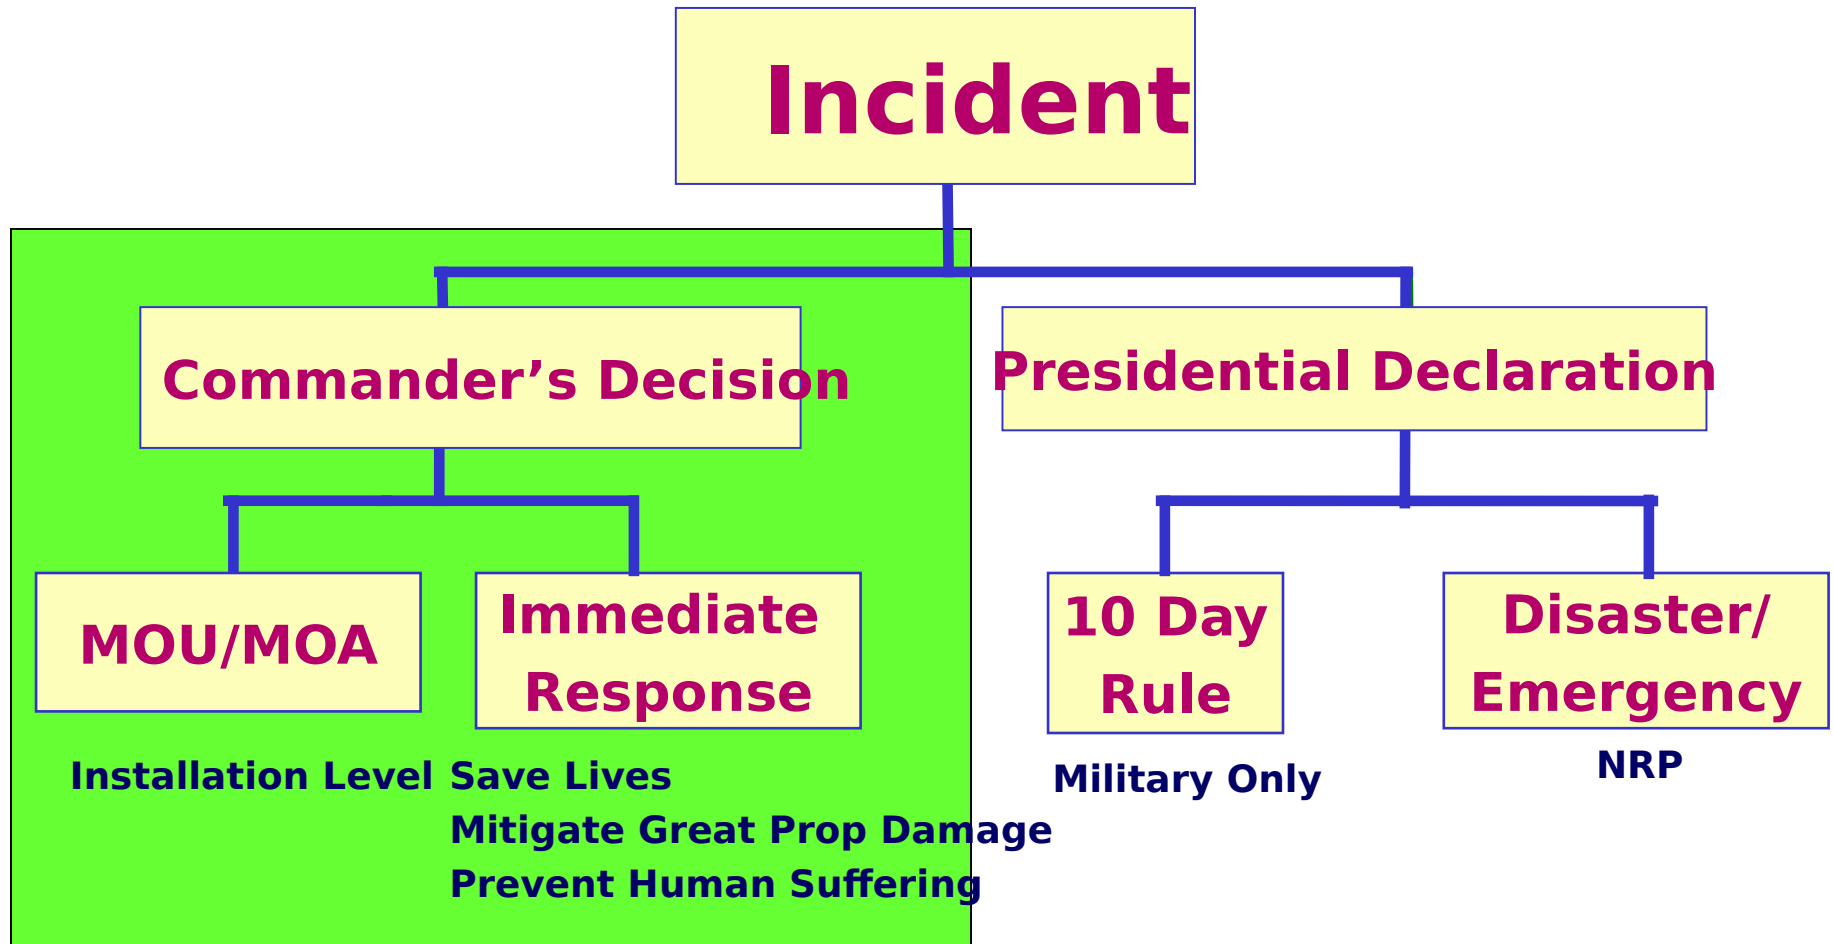 Incident
Commander’s Decision
Presidential Declaration
MOU/MOA
Immediate
Response
10 Day
Rule
Disaster/
Emergency
Installation Level
Save Lives
Mitigate Great Prop Damage
Prevent Human Suffering
Military Only
NRP